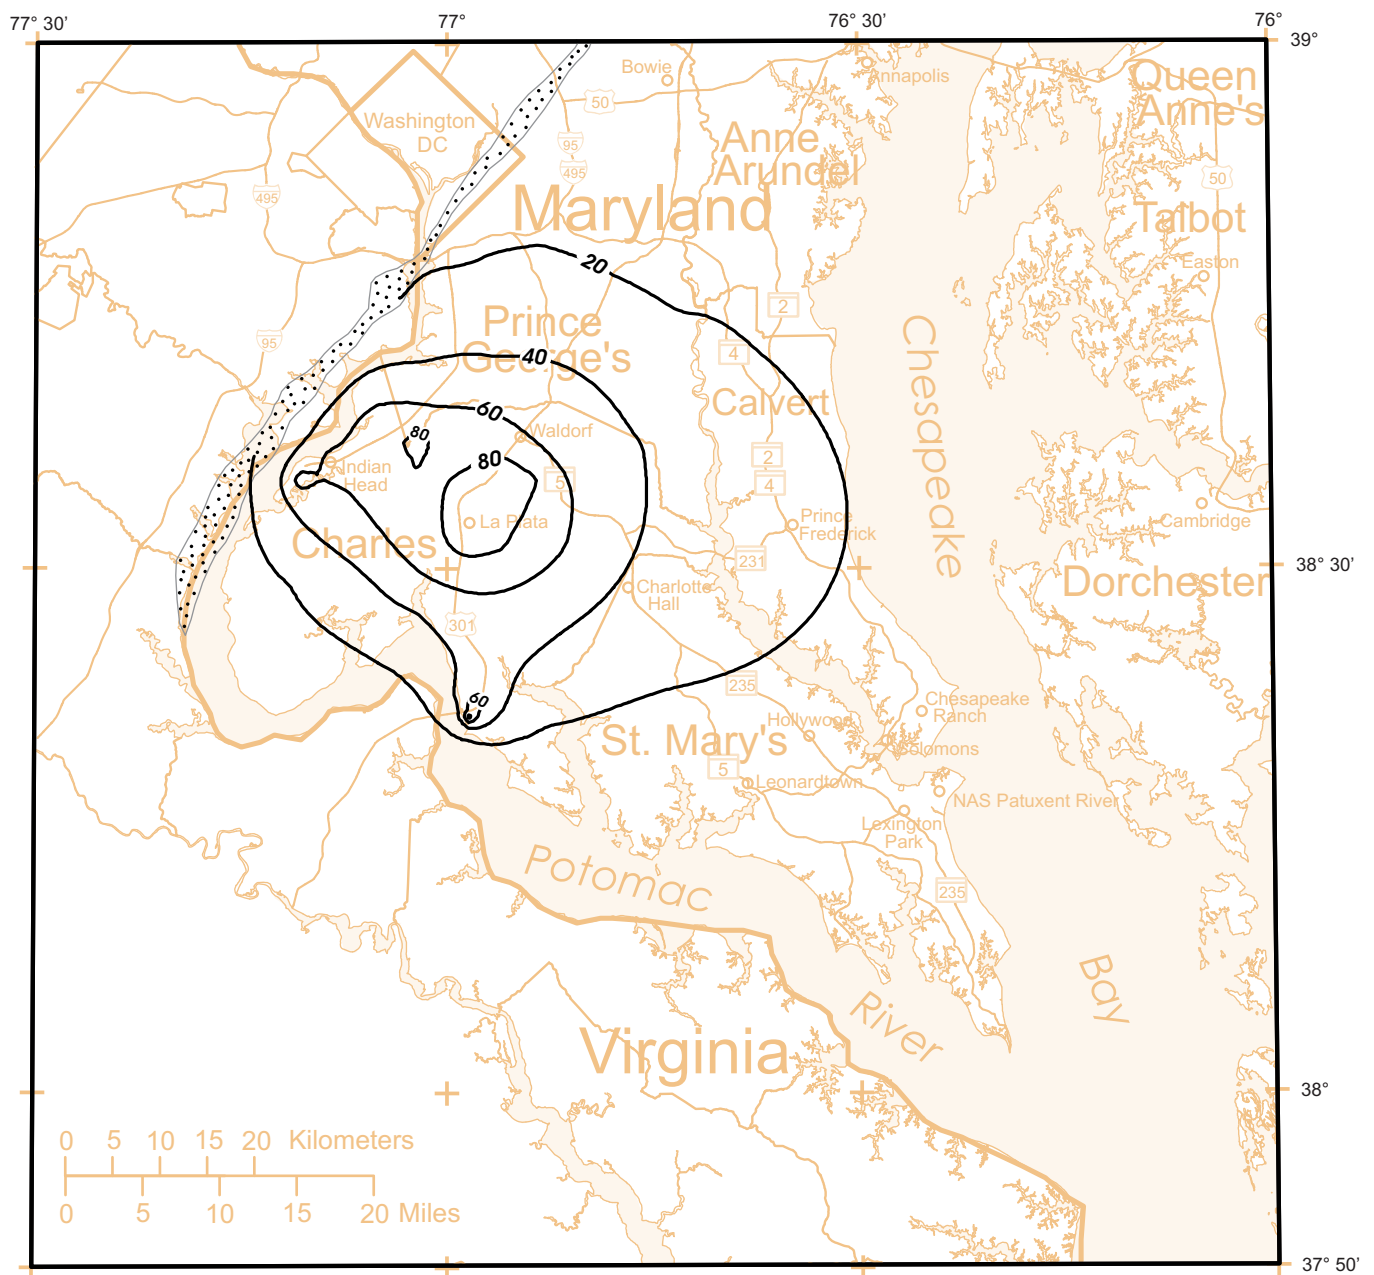 77° 30'
77°
76° 30'
76°
39°
Bowie
Annapolis
Queen
Anne's
50
Washington
DC
95
495
Anne
Arundel
50
495
Maryland
Talbot
20
Easton
2
Prince
George's
95
40
4
Chesapeake
Calvert
60
80
Waldorf
80
2
4
Indian
Head
5
La Plata
Prince
Frederick
Cambridge
Charles
231
38° 30'
Charlotte
Hall
Dorchester
301
235
60
Chesapeake
Ranch
Hollywood
St. Mary's
Solomons
5
Leonardtown
NAS Patuxent River
Lexington
Park
Potomac
235
Bay
River
Virginia
38°
0 5 10 15 20 Kilometers
0 5 10 15 20 Miles
37° 50'